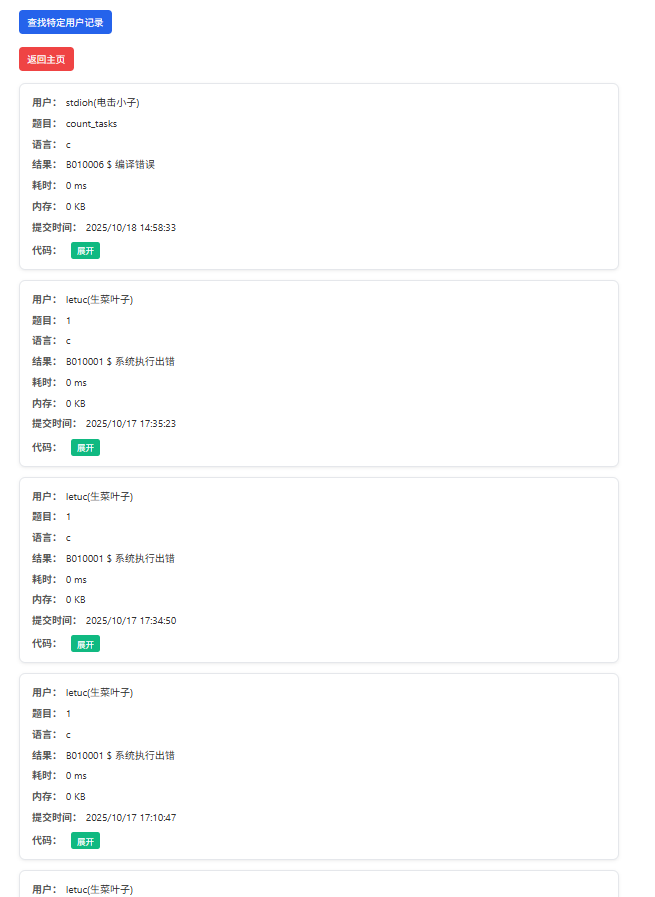 查找特定用户记录
返回主页
用户： stdioh(电击小子)
题目： count_tasks
语言： c
结果： B010006 $ 编译错误
耗时： 0 ms
内存： 0 KB
提交时间： 2025/10/18 14:58:33
代码： 展开
用户： letuc(生菜叶子)
题目： 1
语言： c
结果： B010001 $ 系统执行出错
耗时： 0 ms
内存： 0 KB
提交时间： 2025/10/17 17:35:23
代码： 展开
用户： letuc(生菜叶子)
题目： 1
语言： c
结果： B010001 $ 系统执行出错
耗时： 0 ms
内存： 0 KB
提交时间： 2025/10/17 17:34:50
代码： 展开
用户： letuc(生菜叶子)
题目： 1
语言： c
结果： B010001 $ 系统执行出错
耗时： 0 ms
内存： 0 KB
提交时间： 2025/10/17 17:10:47
代码： 展开
用户： letuc(生菜叶子)